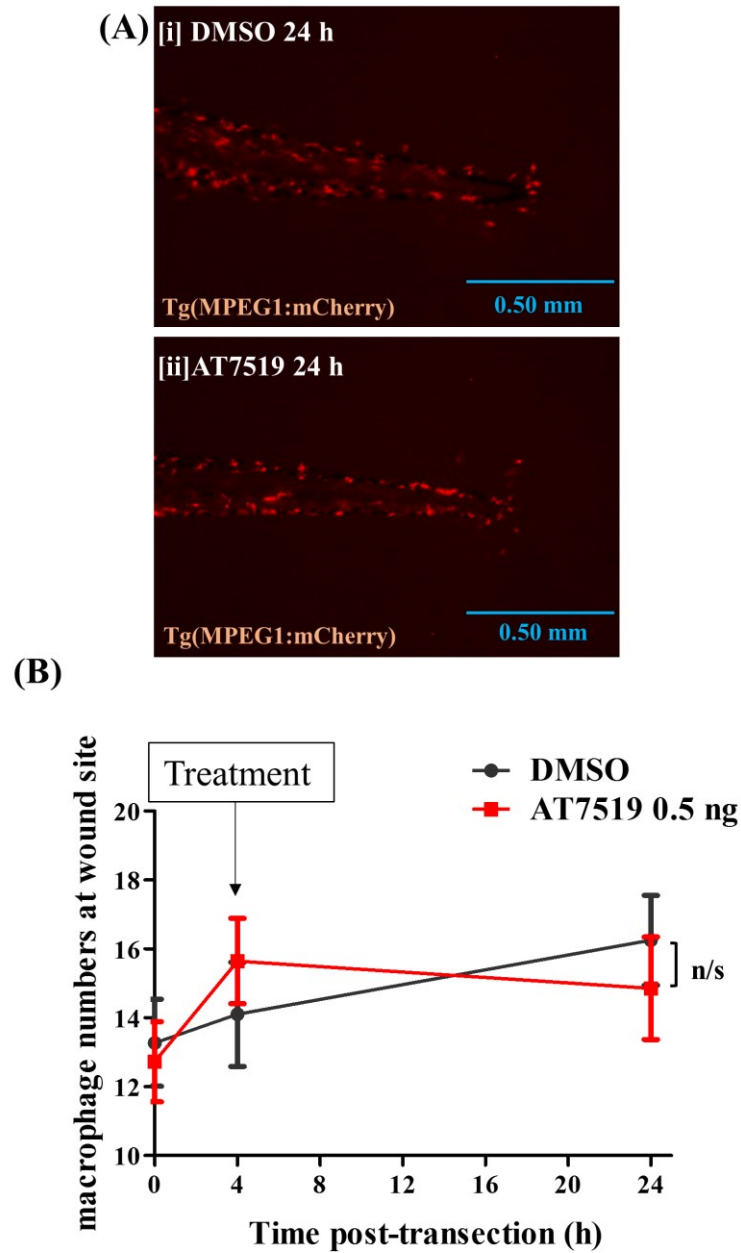 (A)
[i] DMSO 24 h
Tg(MPEG1:mCherry)
0.50 mm
[ii]AT7519 24 h
Tg(MPEG1:mCherry)
0.50 mm
(B)
macrophage numbers at wound site
Treatment
DMSO
AT7519 0.5 ng
20
18
16
14
12
10
n/s
0 4 8 12 16 20 24
Time post-transection (h)